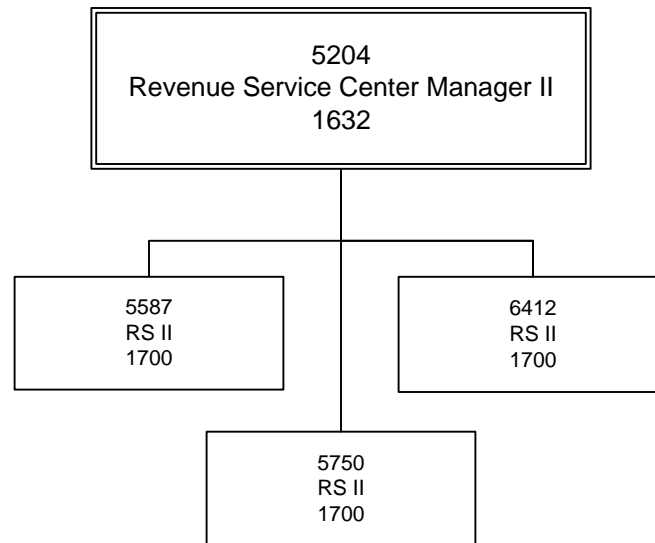 5204
Revenue Service Center Manager II
1632
5587
RS II
1700
6412
RS II
1700
5750
RS II
1700